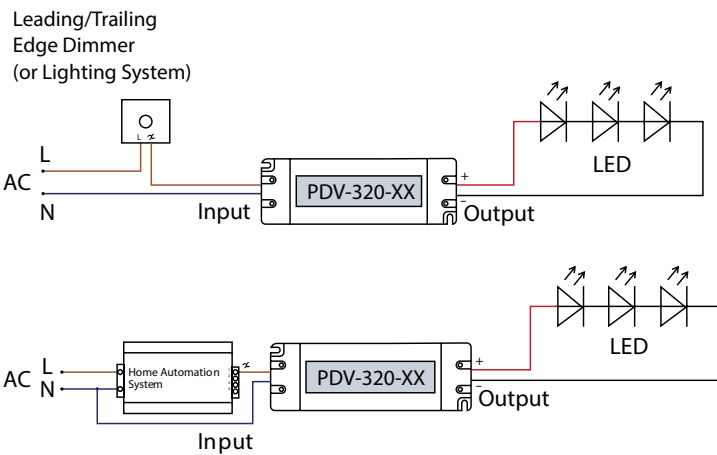 Leading/Trailing
Edge Dimmer
(or Lighting System)
L
L
AC
N
Input
PDV-320-XX
+
–
Output
LED
AC
L
N
Home Automation
System
Input
PDV-320-XX
+
–
Output
LED